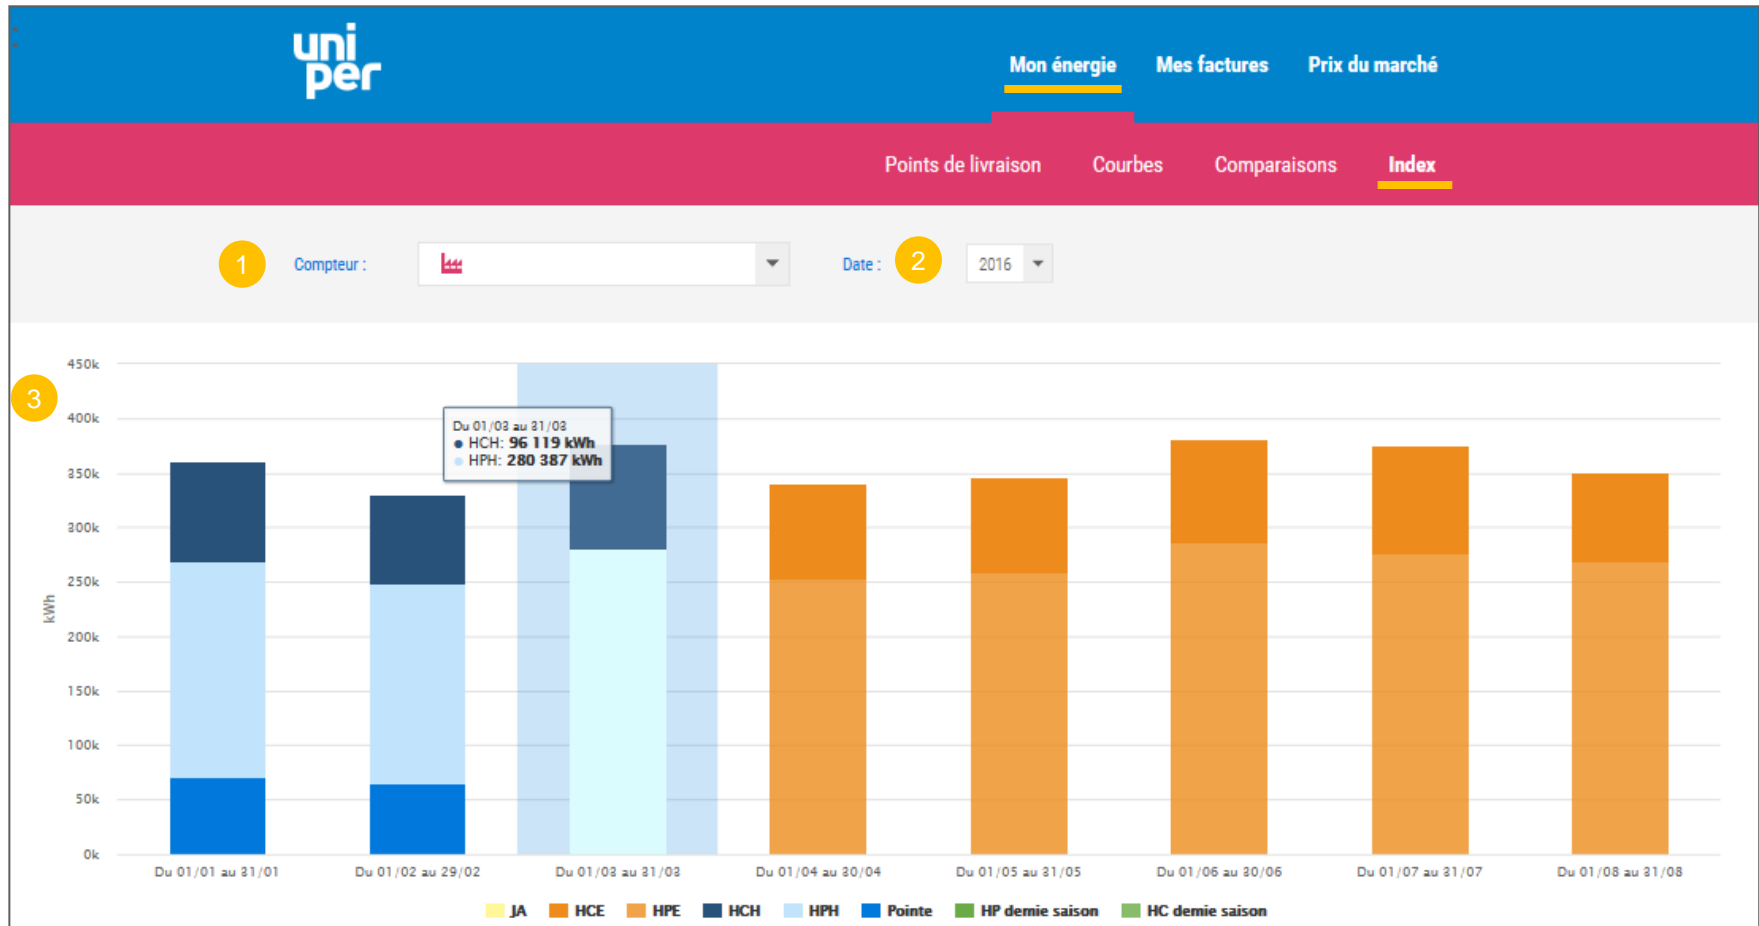 uni
per
Mon énergie Mes factures Prix du marché
Points de livraison Courbes Comparaisons Index
1 Compteur : Date : 2 2016
450k
3
400k
Du 01/03 au 31/03
HCH: 96 119 kWh
HPH: 280 387 kWh
350k
300k
250k
kWh
200k
150k
100k
50k
0k
Du 01/01 au 31/01 Du 01/02 au 29/02 Du 01/03 au 31/03 Du 01/04 au 30/04 Du 01/05 au 31/05 Du 01/06 au 30/06 Du 01/07 au 31/07 Du 01/08 au 31/08
JA HCE HPE HCH HPH Pointe HP demie saison HC demie saison